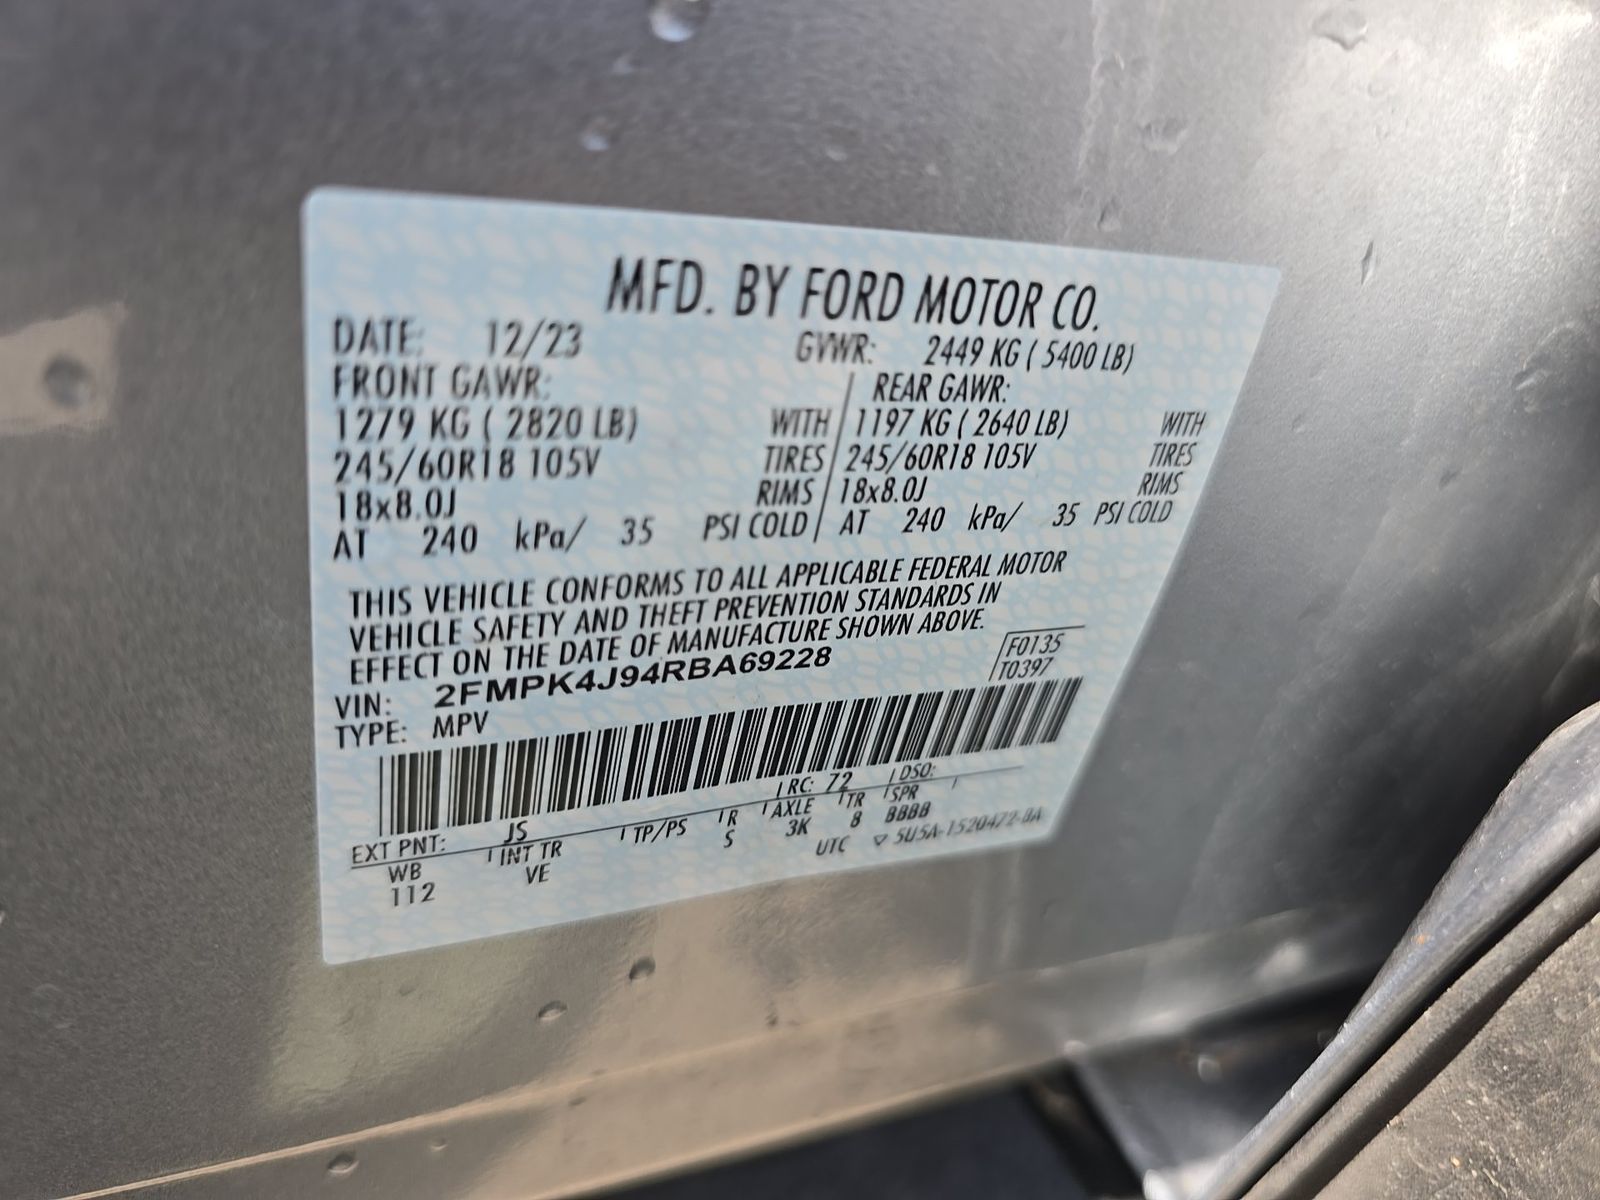 MFD. BY FORD MOTOR CO.
DATE: 12/23 GVWR: 2449 KG ( 5400 LB)
FRONT GAWR: REAR GAWR:
1279 KG ( 2820 LB) WITH 1197 KG ( 2640 LB) WITH
245/60R18 105V TIRES 245/60R18 105V TIRES
18x8.0J RIMS 18x8.0J RIMS
AT 240 kPa/ 35 PSI COLD AT 240 kPa/ 35 PSI COLD
THIS VEHICLE CONFORMS TO ALL APPLICABLE FEDERAL MOTOR
VEHICLE SAFETY AND THEFT PREVENTION STANDARDS IN
EFFECT ON THE DATE OF MANUFACTURE SHOWN ABOVE.
F0135
T0397
VIN: 2FMPK4J94RBA69228
TYPE: MPV
EXT PNT: JS RC: 72 DSO:
WB INT TR TP/PS R AXLE TR SPR
112 VE S 3K 8 BBBB
UTC ▽ 5U5A-1520472-BA